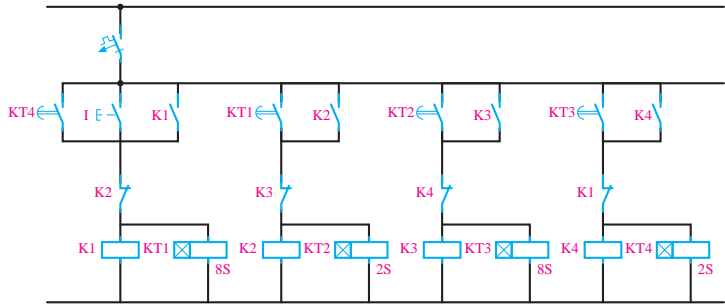 KT4 I K1 KT1 K2 KT2 K3 KT3 K4
K2 K3 K4 K1
K1 KT1 K2 KT2 K3 KT3 K4 KT4
8S 2S 8S 2S